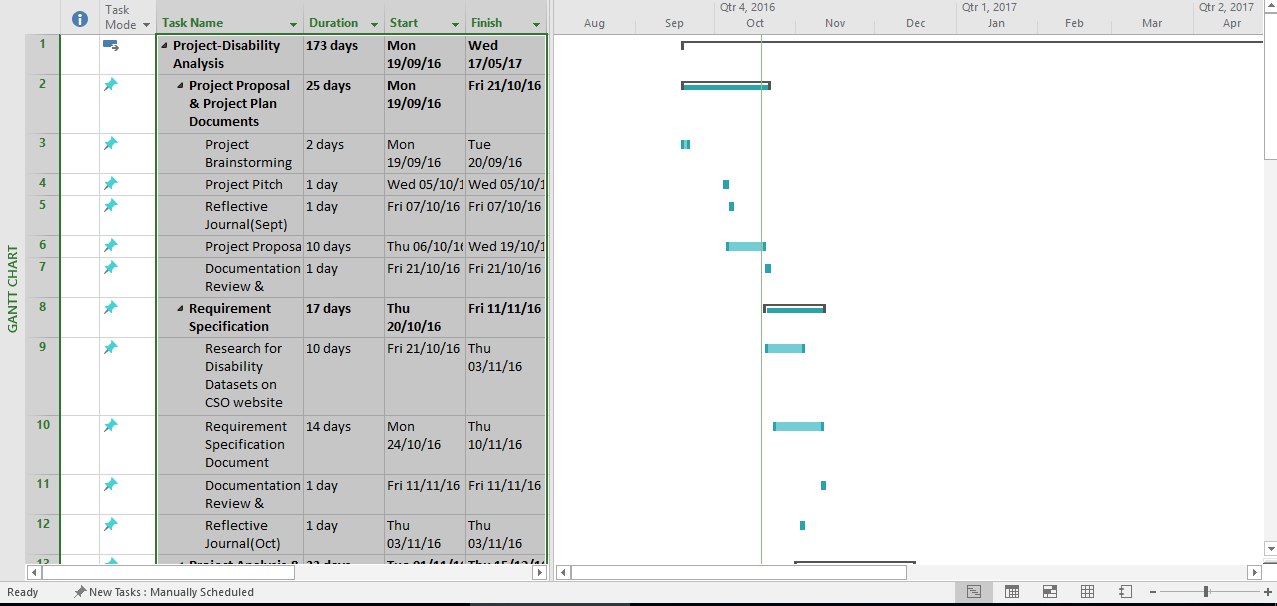 Task Mode
Task Name
Duration
Start
Finish
Qtr 4, 2016
Qtr 1, 2017
Qtr 2, 2017
Aug Sep Oct Nov Dec Jan Feb Mar Apr
GANTT CHART
1 Project-Disability 173 days Mon Wed
Analysis 19/09/16 17/05/17
2 Project Proposal 25 days Mon Fri 21/10/16
& Project Plan 19/09/16
Documents
3 Project 2 days Mon Tue
Brainstorming 19/09/16 20/09/16
4 Project Pitch 1 day Wed 05/10/1 Wed 05/10/1
5 Reflective 1 day Fri 07/10/16 Fri 07/10/16
Journal(Sept)
6 Project Proposa 10 days Thu 06/10/16 Wed 19/10/1
7 Documentation 1 day Fri 21/10/16 Fri 21/10/16
Review &
8 Requirement 17 days Thu Fri 11/11/16
Specification 20/10/16
9 Research for 10 days Fri 21/10/16 Thu
Disability 03/11/16
Datasets on
CSO website
10 Requirement 14 days Mon Thu
Specification 24/10/16 10/11/16
Document
11 Documentation 1 day Fri 11/11/16 Fri 11/11/16
Review &
12 Reflective 1 day Thu Thu
Journal(Oct) 03/11/16 03/11/16
13 Project Analysis &
Ready New Tasks : Manually Scheduled